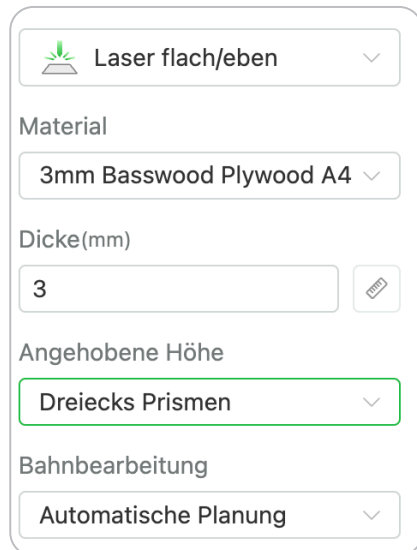 Laser flach/eben
Material
3mm Basswood Plywood A4
Dicke(mm)
3
Angehobene Höhe
Dreiecks Prismen
Bahnbearbeitung
Automatische Planung